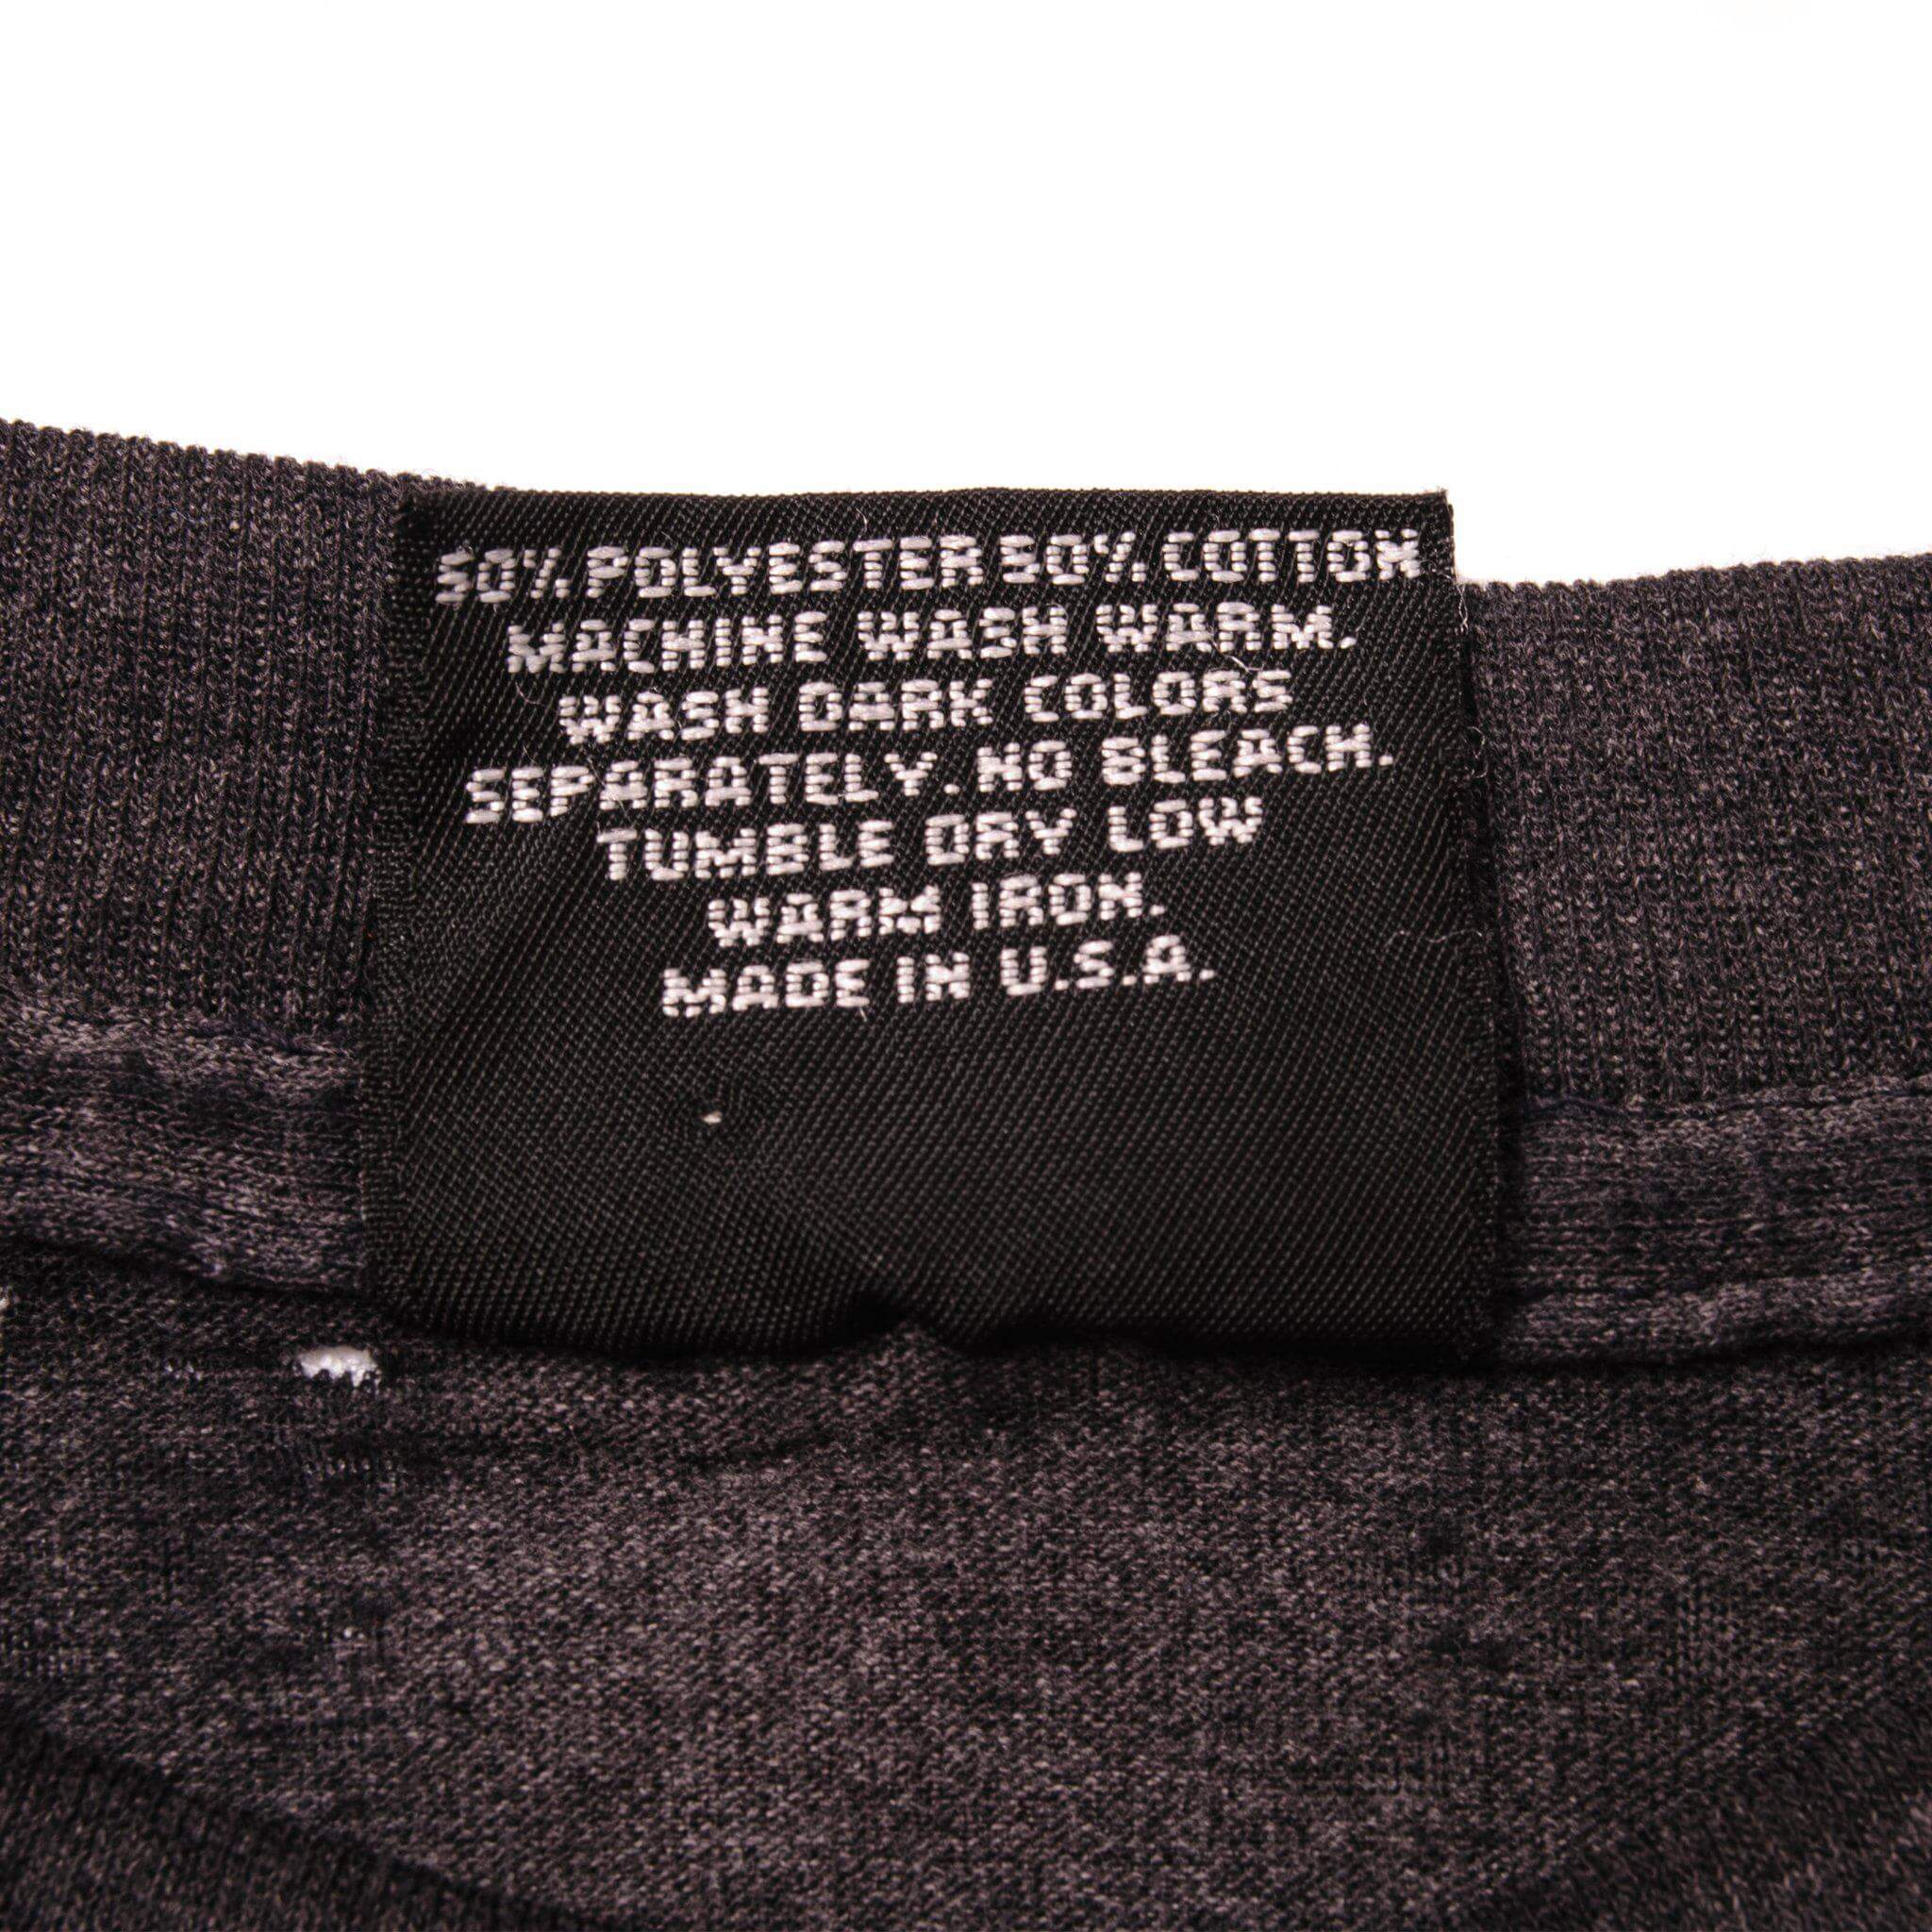 50% POLYESTER 50% COTTON
MACHINE WASH WARM.
WASH DARK COLORS
SEPARATELY. NO BLEACH.
TUMBLE DRY LOW
WARM IRON.
MADE IN U.S.A.